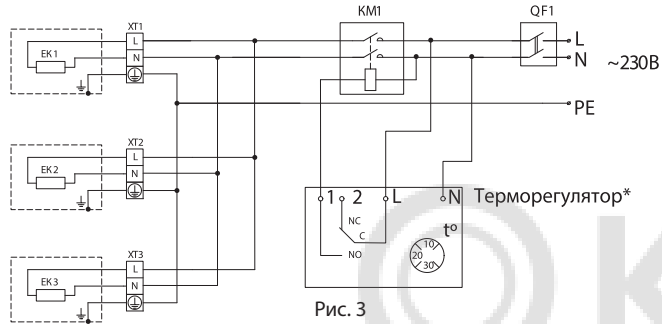 KM1
QF1
XT1
EK1
L
N
L
N
~230В
PE
XT2
EK2
L
N
1 2 L N Терморегулятор*
NC
C
NO
t°
10
20
30
XT3
EK3
L
N
Рис. 3